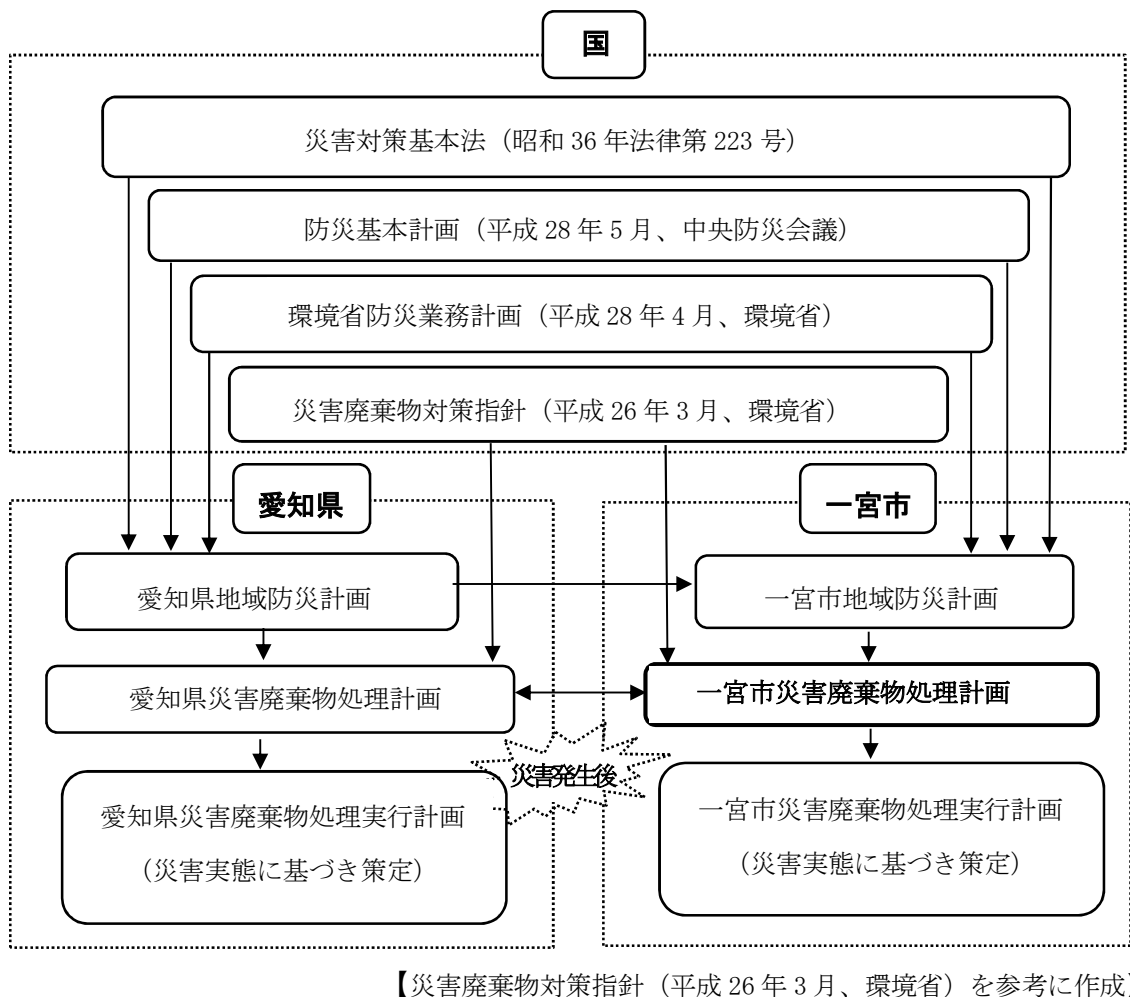 国
災害対策基本法（昭和 36 年法律第 223 号）
防災基本計画（平成 28 年 5 月、中央防災会議）
環境省防災業務計画（平成 28 年 4 月、環境省）
災害廃棄物対策指針（平成 26 年 3 月、環境省）
愛知県
一宮市
愛知県地域防災計画
一宮市地域防災計画
愛知県災害廃棄物処理計画
一宮市災害廃棄物処理計画
災害発生後
愛知県災害廃棄物処理実行計画
（災害実態に基づき策定）
一宮市災害廃棄物処理実行計画
（災害実態に基づき策定）
【災害廃棄物対策指針（平成 26 年 3 月、環境省）を参考に作成】